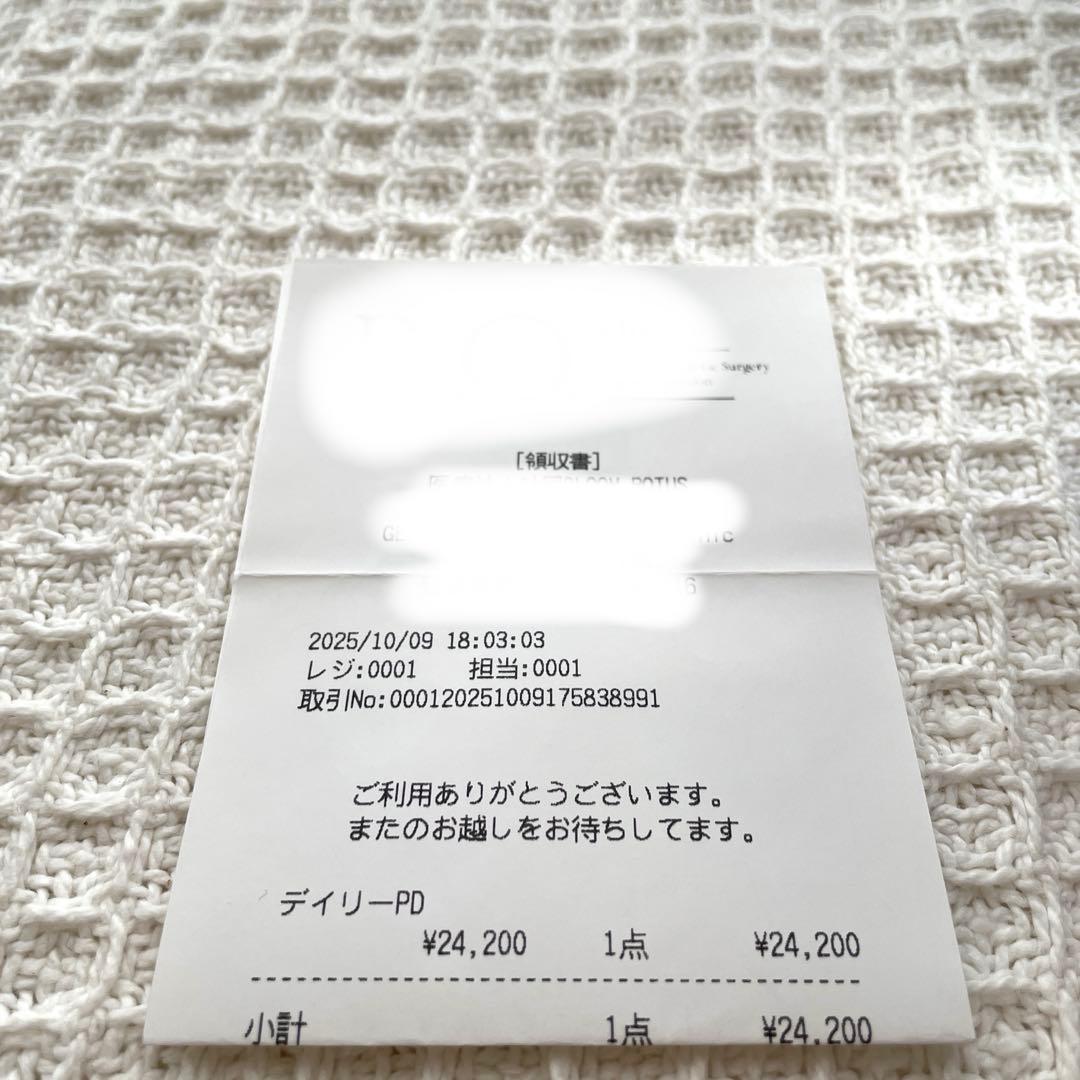 Surgery
[領収書]
2025/10/09 18:03:03
レジ:0001 担当:0001
取引No:00012025100917583899​1
ご利用ありがとうございます。
またのお越しをお待ちしてます。
デイリーPD
¥24,200 1点 ¥24,200
小計 1点 ¥24,200